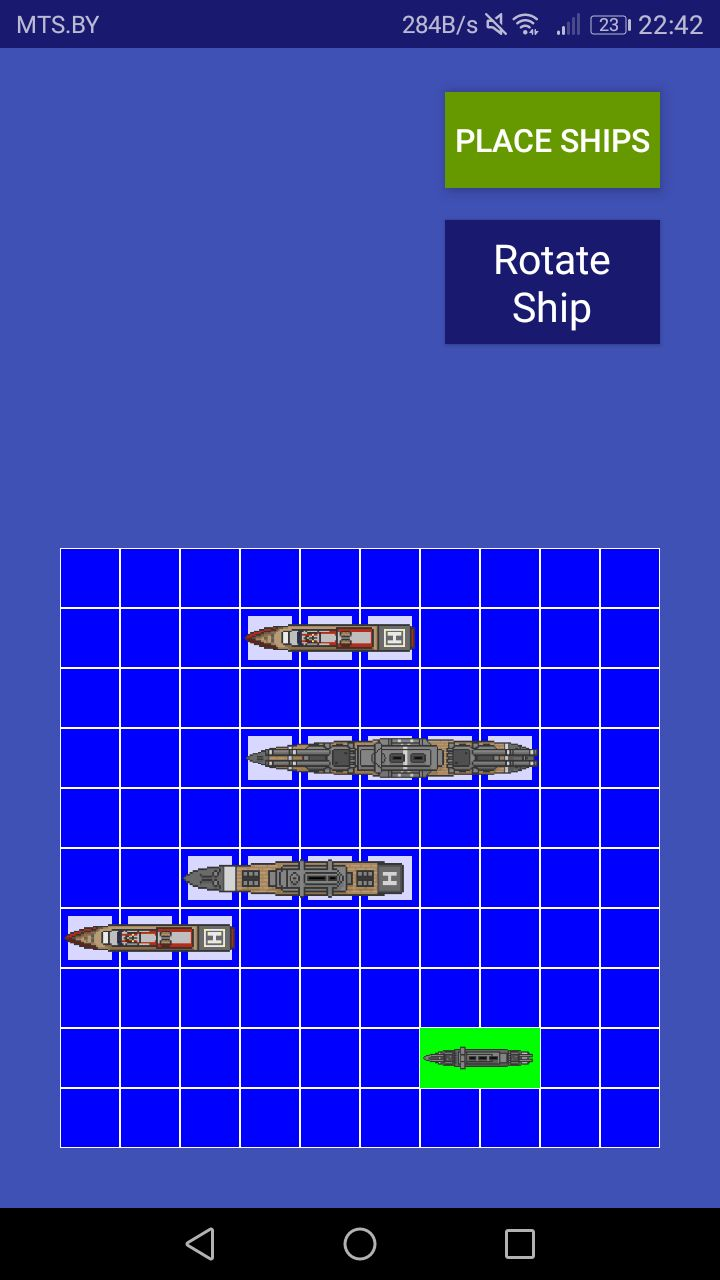 MTS.BY 284B/s 23 22:42
PLACE SHIPS
Rotate
Ship
H
H
H